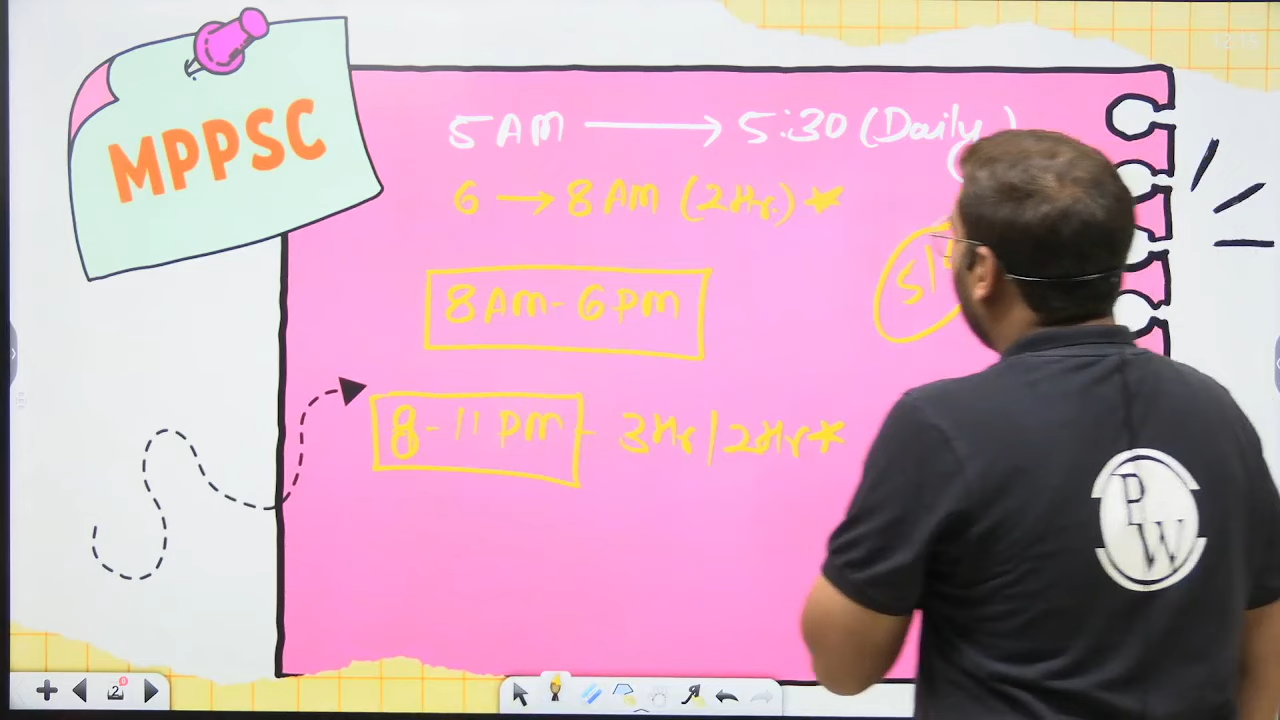 MPPSC
5 AM → 5:30 (Daily)
6 → 8 AM (2Hr.) ★
8 Am - 6 pm
8 - 11 pm - 3Hr | 2Hr ★
PW
2